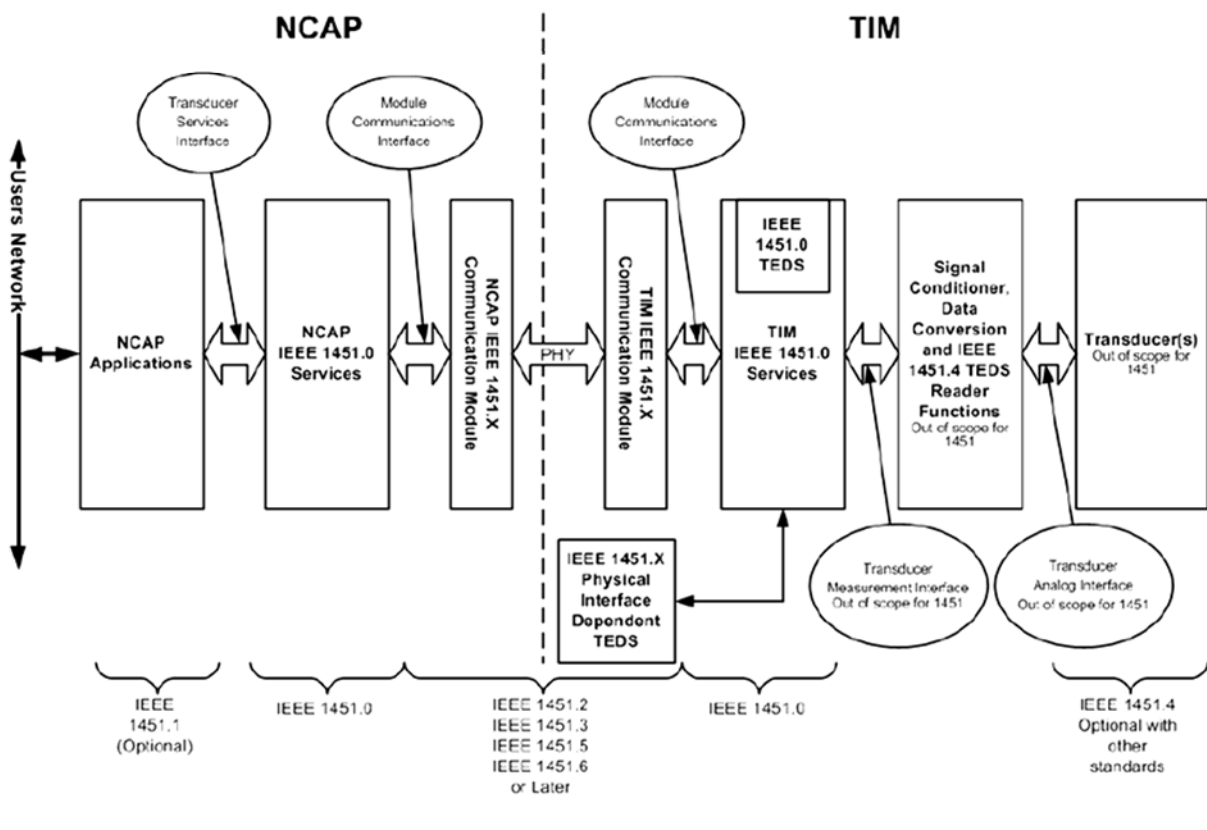 NCAP
TIM
Transducer
Services
Interface
Module
Communications
Interface
Module
Communications
Interface
Users Network
NCAP
Applications
NCAP
IEEE 1451.0
Services
NCAP IEEE 1451.X
Communication Module
PHY
TIM IEEE 1451.X
Communication Module
IEEE
1451.0
TEDS
TIM
IEEE 1451.0
Services
Signal
Conditioner,
Data
Conversion
and IEEE
1451.4 TEDS
Reader
Functions
Out of scope for
1451
Transducer(s)
Out of scope for
1451
IEEE 1451.X
Physical
Interface
Dependent
TEDS
Transducer
Measurement Interface
Out of scope for 1451
Transducer
Analog Interface
Out of scope for 1451
IEEE
1451.1
(Optional)
IEEE 1451.0
IEEE 1451.2
IEEE 1451.3
IEEE 1451.5
IEEE 1451.6
or Later
IEEE 1451.0
IEEE 1451.4
Optional with
other
standards